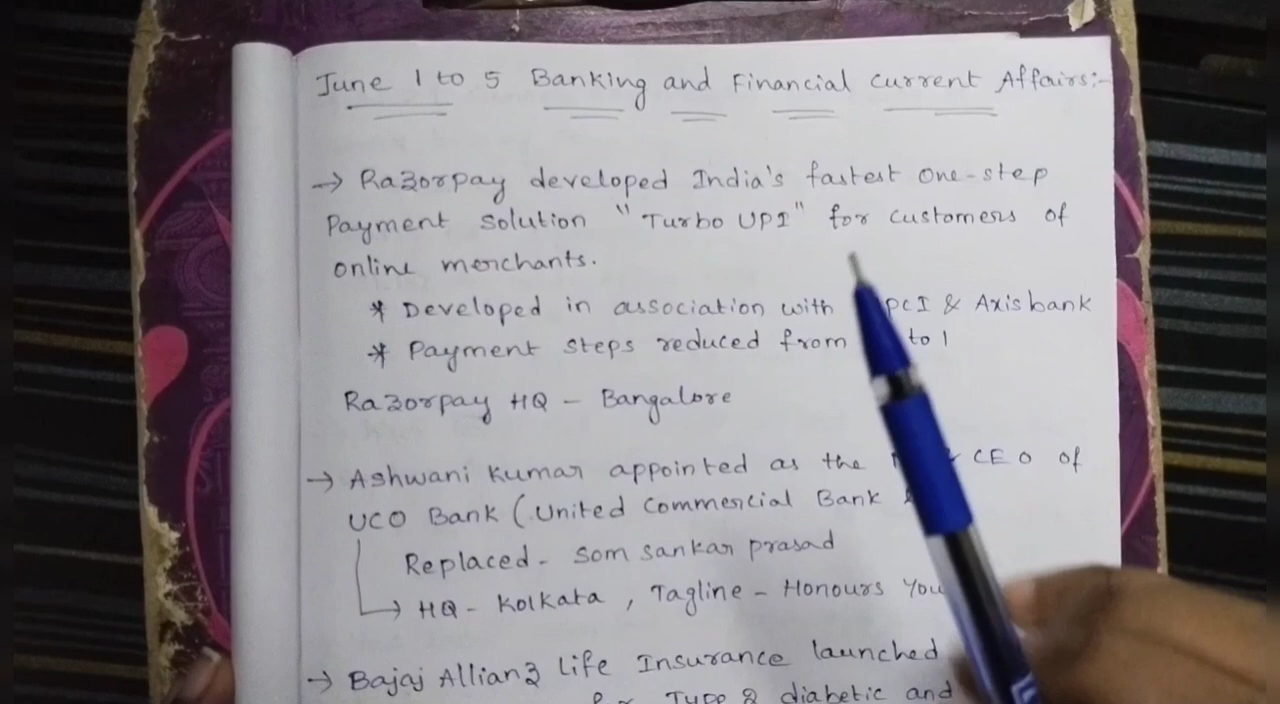 June 1 to 5 Banking and Financial current Affairs:-
→ Razorpay developed India's fastest one-step
Payment solution "Turbo UPI" for customers of
online merchants.
* Developed in association with PCI & Axis bank
* Payment steps reduced from to 1
Razorpay HQ - Bangalore
→ Ashwani Kumar appointed as the CEO of
UCO Bank (United Commercial Bank
Replaced - Som sankar prasad
→ HQ - Kolkata , Tagline - Honours You
→ Bajaj Allianz Life Insurance launched
Type 2 diabetic and